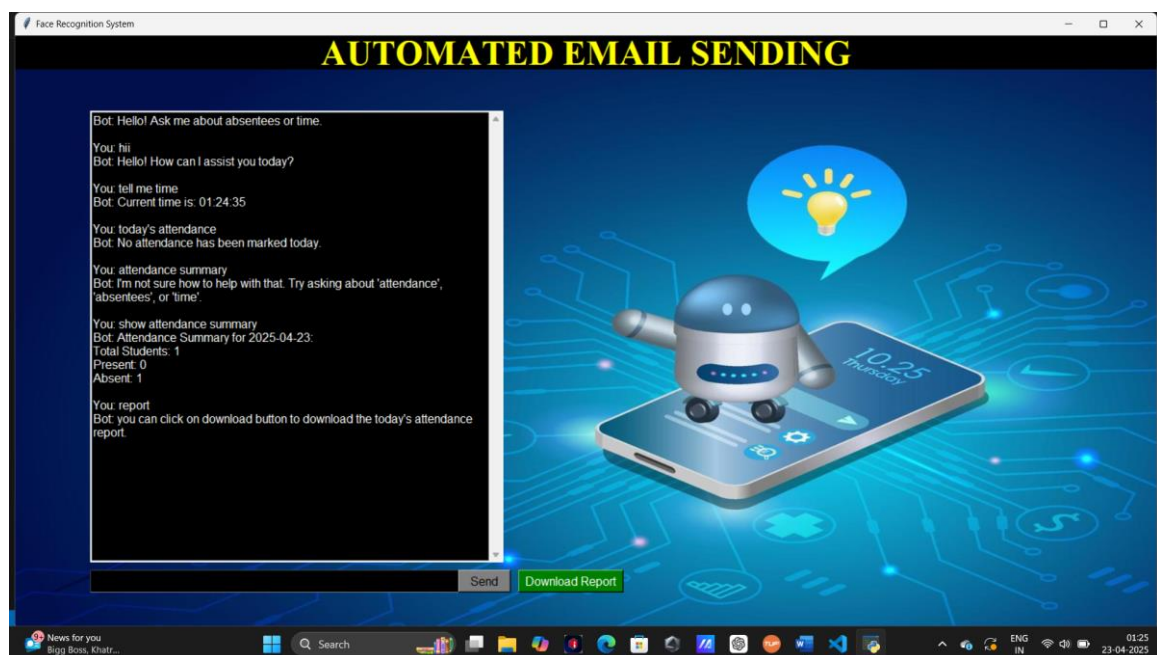 Face Recognition System
AUTOMATED EMAIL SENDING
Bot: Hello! Ask me about absentees or time.
You: hii
Bot: Hello! How can I assist you today?
You: tell me time
Bot: Current time is: 01:24:35
You: today's attendance
Bot: No attendance has been marked today.
You: attendance summary
Bot: I'm not sure how to help with that. Try asking about 'attendance',
'absentees', or 'time'.
You: show attendance summary
Bot: Attendance Summary for 2025-04-23:
Total Students: 1
Present: 0
Absent: 1
You: report
Bot: you can click on download button to download the today's attendance
report.
10.25
Thursday
Send
Download Report
9+
News for you
Bigg Boss, Khatr...
Search
ENG
IN
01:25
23-04-2025